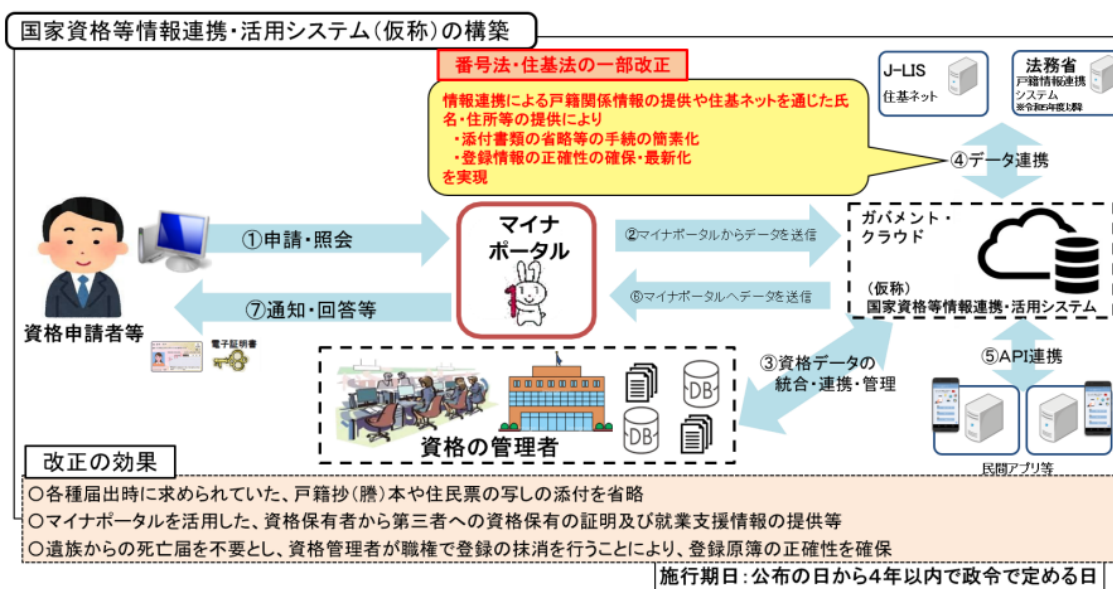 国家資格等情報連携・活用システム(仮称)の構築
番号法・住基法の一部改正
情報連携による戸籍関係情報の提供や住基ネットを通じた氏
名・住所等の提供により
・添付書類の省略等の手続の簡素化
・登録情報の正確性の確保・最新化
を実現
J-LIS
住基ネット
法務省
戸籍情報連携
システム
※令和5年度以降
④データ連携
マイナ
ポータル
①申請・照会
②マイナポータルからデータを送信
ガバメント・
クラウド
⑥マイナポータルへデータを送信
(仮称)
国家資格等情報連携・活用システム
⑦通知・回答等
資格申請者等
電子証明書
③資格データの
統合・連携・管理
⑤API連携
DB
DB
資格の管理者
民間アプリ等
改正の効果
○各種届出時に求められていた、戸籍抄(謄)本や住民票の写しの添付を省略
○マイナポータルを活用した、資格保有者から第三者への資格保有の証明及び就業支援情報の提供等
○遺族からの死亡届を不要とし、資格管理者が職権で登録の抹消を行うことにより、登録原簿の正確性を確保
施行期日:公布の日から4年以内で政令で定める日